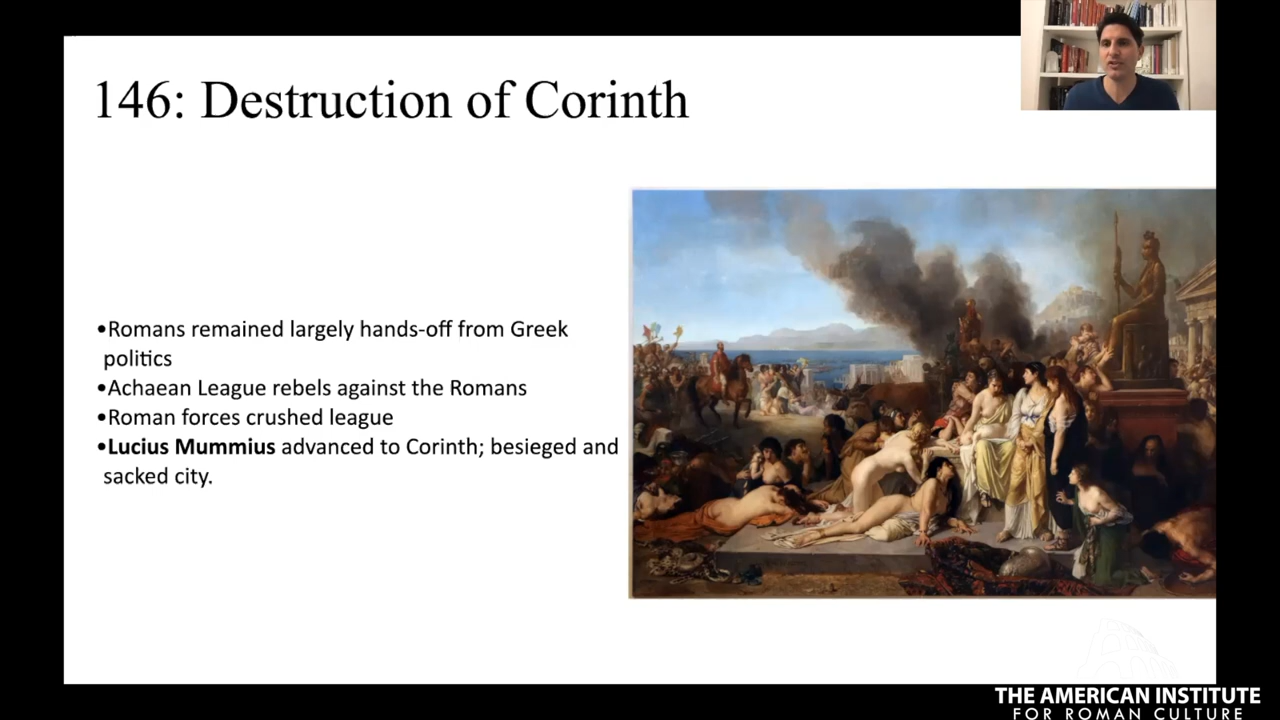 146: Destruction of Corinth
•Romans remained largely hands-off from Greek
politics
•Achaean League rebels against the Romans
•Roman forces crushed league
•Lucius Mummius advanced to Corinth; besieged and
sacked city.
THE AMERICAN INSTITUTE
FOR ROMAN CULTURE